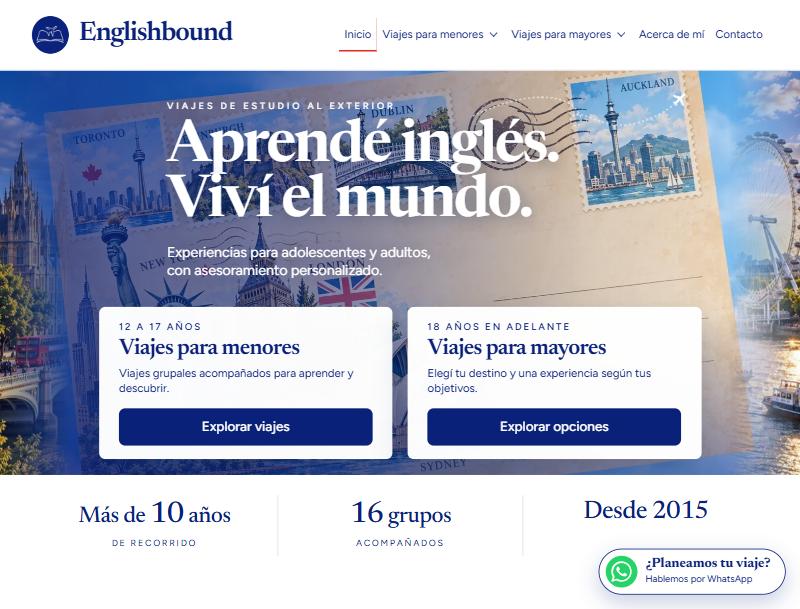 Englishbound
Inicio
Viajes para menores
Viajes para mayores
Acerca de mí
Contacto
VIAJES DE ESTUDIO AL EXTERIOR
Aprendé inglés.
Viví el mundo.
Experiencias para adolescentes y adultos,
con asesoramiento personalizado.
TORONTO
DUBLIN
AUCKLAND
NEW
LONDON
12 A 17 AÑOS
Viajes para menores
Viajes grupales acompañados para aprender y
descubrir.
Explorar viajes
18 AÑOS EN ADELANTE
Viajes para mayores
Elegí tu destino y una experiencia según tus
objetivos.
Explorar opciones
SYDNEY
Más de 10 años
DE RECORRIDO
16 grupos
ACOMPAÑADOS
Desde 2015
¿Planeamos tu viaje?
Hablemos por WhatsApp